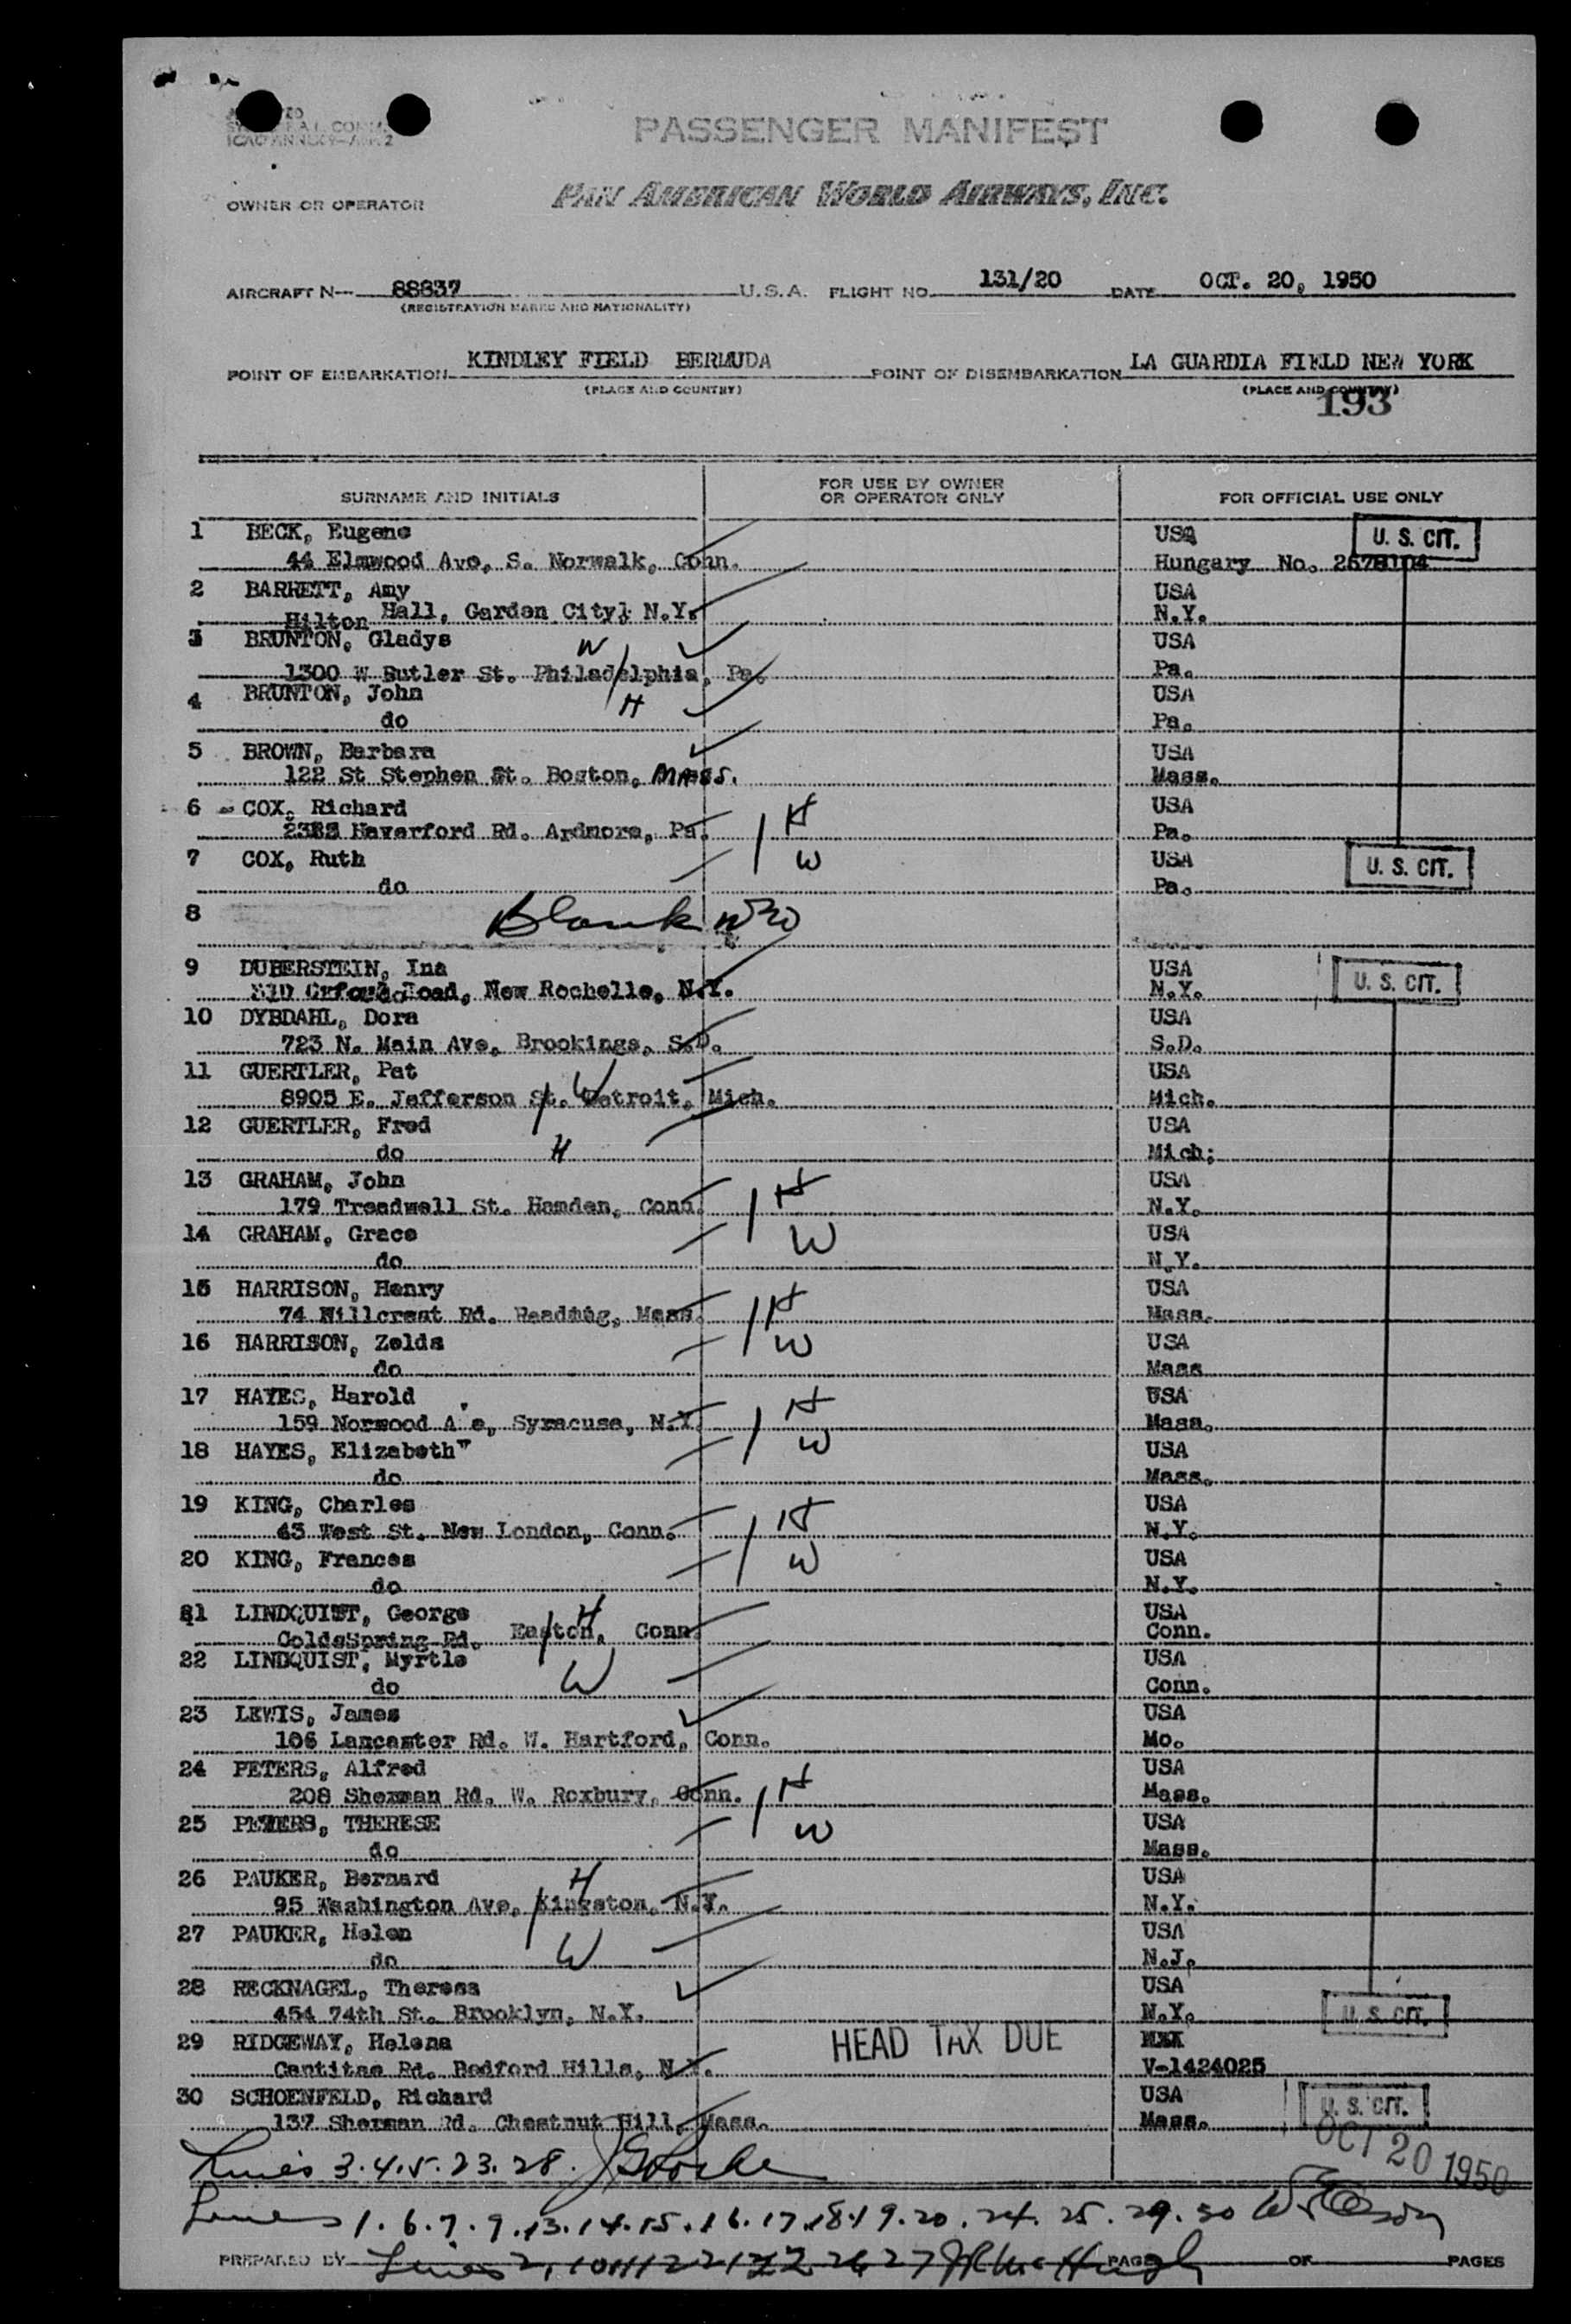 PASSENGER MANIFEST
OWNER OR OPERATOR PAN AMERICAN WORLD AIRWAYS, INC.
AIRCRAFT N— 88837 U.S.A. FLIGHT NO. 131/20 DATE OCT. 20, 1950
(REGISTRATION MARKS AND NATIONALITY)
POINT OF EMBARKATION KINDLEY FIELD BERMUDA POINT OF DISEMBARKATION LA GUARDIA FIELD NEW YORK
(PLACE AND COUNTRY) (PLACE AND COUNTRY)
193
SURNAME AND INITIALS FOR USE BY OWNER OR OPERATOR ONLY FOR OFFICIAL USE ONLY
1 BECK, Eugene USA U. S. CIT.
44 Elmwood Ave, S. Norwalk, Conn. Hungary No.
2 BARRETT, Amy USA
Hilton Hall, Garden City, N.Y. N.Y.
3 BRUNTON, Gladys W USA
1300 W Butler St. Philadelphia, Pa. Pa.
4 BRUNTON, John H USA
do Pa.
5 BROWN, Barbara USA
122 St Stephen St. Boston, MASS. Mass.
6 COX, Richard H USA
Haverford Rd. Ardmore, Pa. Pa.
7 COX, Ruth W USA U. S. CIT.
do Pa.
8 Blank
9 DUBERSTEIN, Ina USA U. S. CIT.
Road, New Rochelle, N.Y. N.Y.
10 DYBDAHL, Dora USA
723 N. Main Ave, Brookings, S.D. S.D.
11 GUERTLER, Pat W USA
8905 E. Jefferson St. Detroit, Mich. Mich.
12 GUERTLER, Fred USA
do H Mich;
13 GRAHAM, John H USA
179 Treadwell St. Hamden, Conn. N.Y.
14 GRAHAM, Grace W USA
do N.Y.
15 HARRISON, Henry H USA
74 Hillcrest Rd. Reading, Mass. Mass.
16 HARRISON, Zelda W USA
do Mass
17 HAYES, Harold H USA
159 Norwood A e, Syracuse, N.Y. Mass.
18 HAYES, Elizabeth W USA
do Mass.
19 KING, Charles H USA
43 West St. New London, Conn. N.Y.
20 KING, Frances W USA
do N.Y.
21 LINDQUIST, George H USA
ColdsSpring Rd. Easton, Conn. Conn.
22 LINDQUIST, Myrtle W USA
do Conn.
23 LEWIS, James USA
106 Lancaster Rd. W. Hartford, Conn. Mo.
24 PETERS, Alfred H USA
208 Sherman Rd. W. Roxbury, Conn. Mass.
25 PETERS, THERESE W USA
do Mass.
26 PAUKER, Bernard H USA
95 Washington Ave, Kingston, N.Y. N.Y.
27 PAUKER, Helen W USA
do N.J.
28 RECKNAGEL, Theresa USA
454 74th St. Brooklyn, N.Y. N.Y. U. S. CIT.
29 RIDGEWAY, Helena HEAD TAX DUE
Cantitas Rd. Bedford Hills, N.Y. V-1424025
30 SCHOENFELD, Richard USA U. S. CIT.
137 Sherman Rd. Chestnut Hill, Mass. Mass.
OCT 20 1950
Lines 3.4.5.23.28.
Lines 1.6.7.9.13.14.15.16.17.18.19.20.24.25.29.30
PREPARED BY Lines 2, 10 11 12 21 22 26 27 PAGE OF PAGES